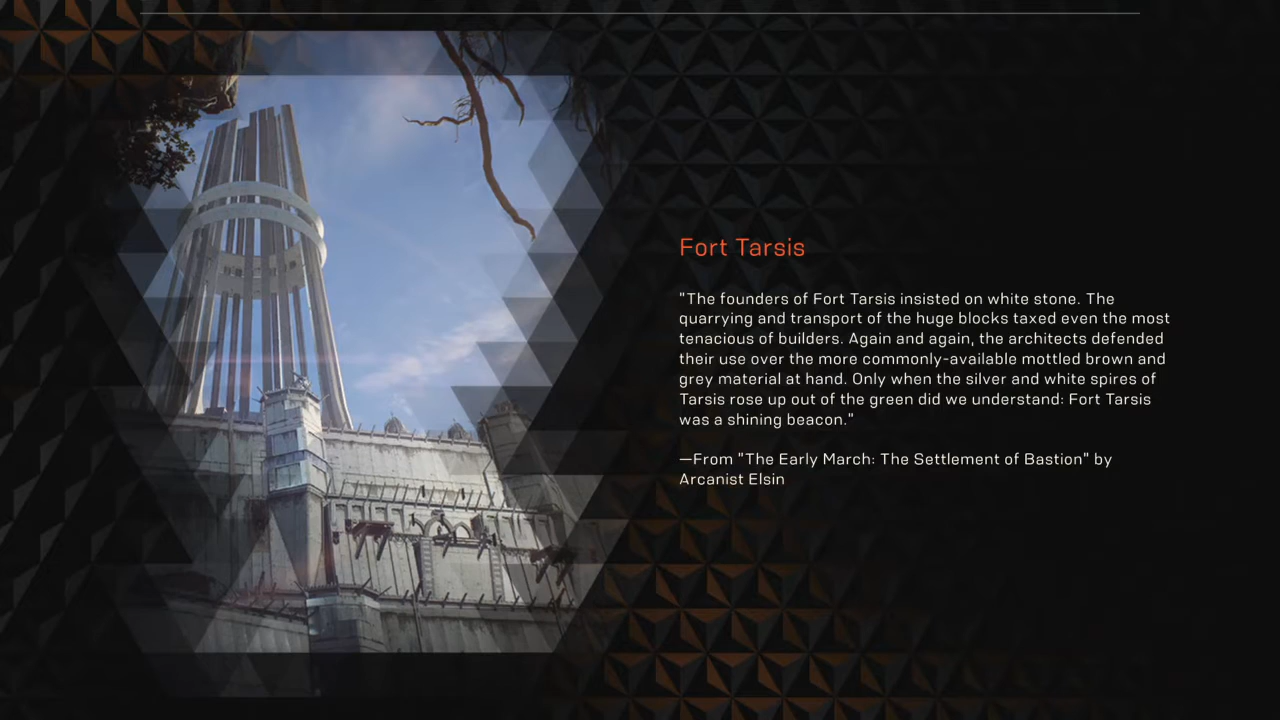 Fort Tarsis
"The founders of Fort Tarsis insisted on white stone. The
quarrying and transport of the huge blocks taxed even the most
tenacious of builders. Again and again, the architects defended
their use over the more commonly-available mottled brown and
grey material at hand. Only when the silver and white spires of
Tarsis rose up out of the green did we understand: Fort Tarsis
was a shining beacon."
—From "The Early March: The Settlement of Bastion" by
Arcanist Elsin